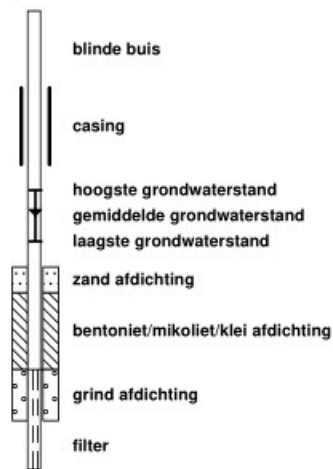 blinde buis
casing
hoogste grondwaterstand
gemiddelde grondwaterstand
laagste grondwaterstand
zand afdichting
bentoniet/mikoliet/klei afdichting
grind afdichting
filter